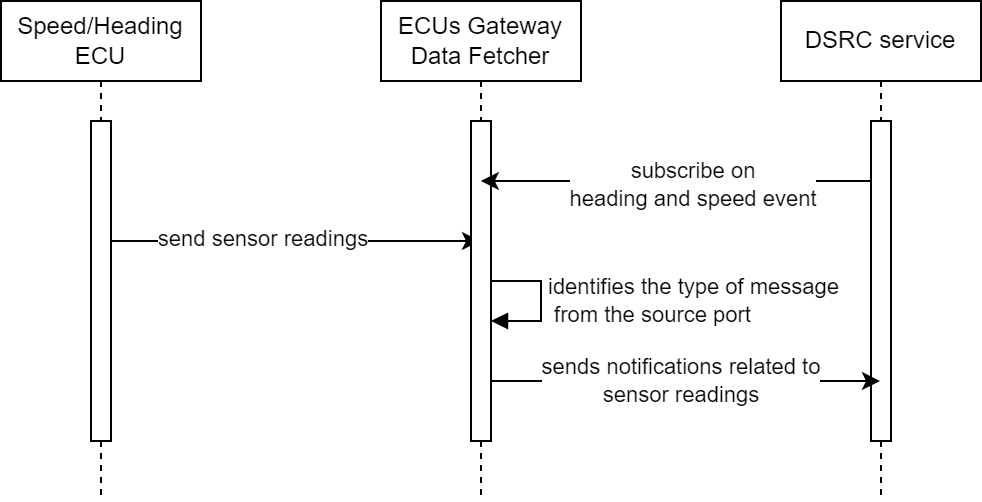 Speed/Heading
ECU
ECUs Gateway
Data Fetcher
DSRC service
subscribe on
heading and speed event
send sensor readings
identifies the type of message
from the source port
sends notifications related to
sensor readings